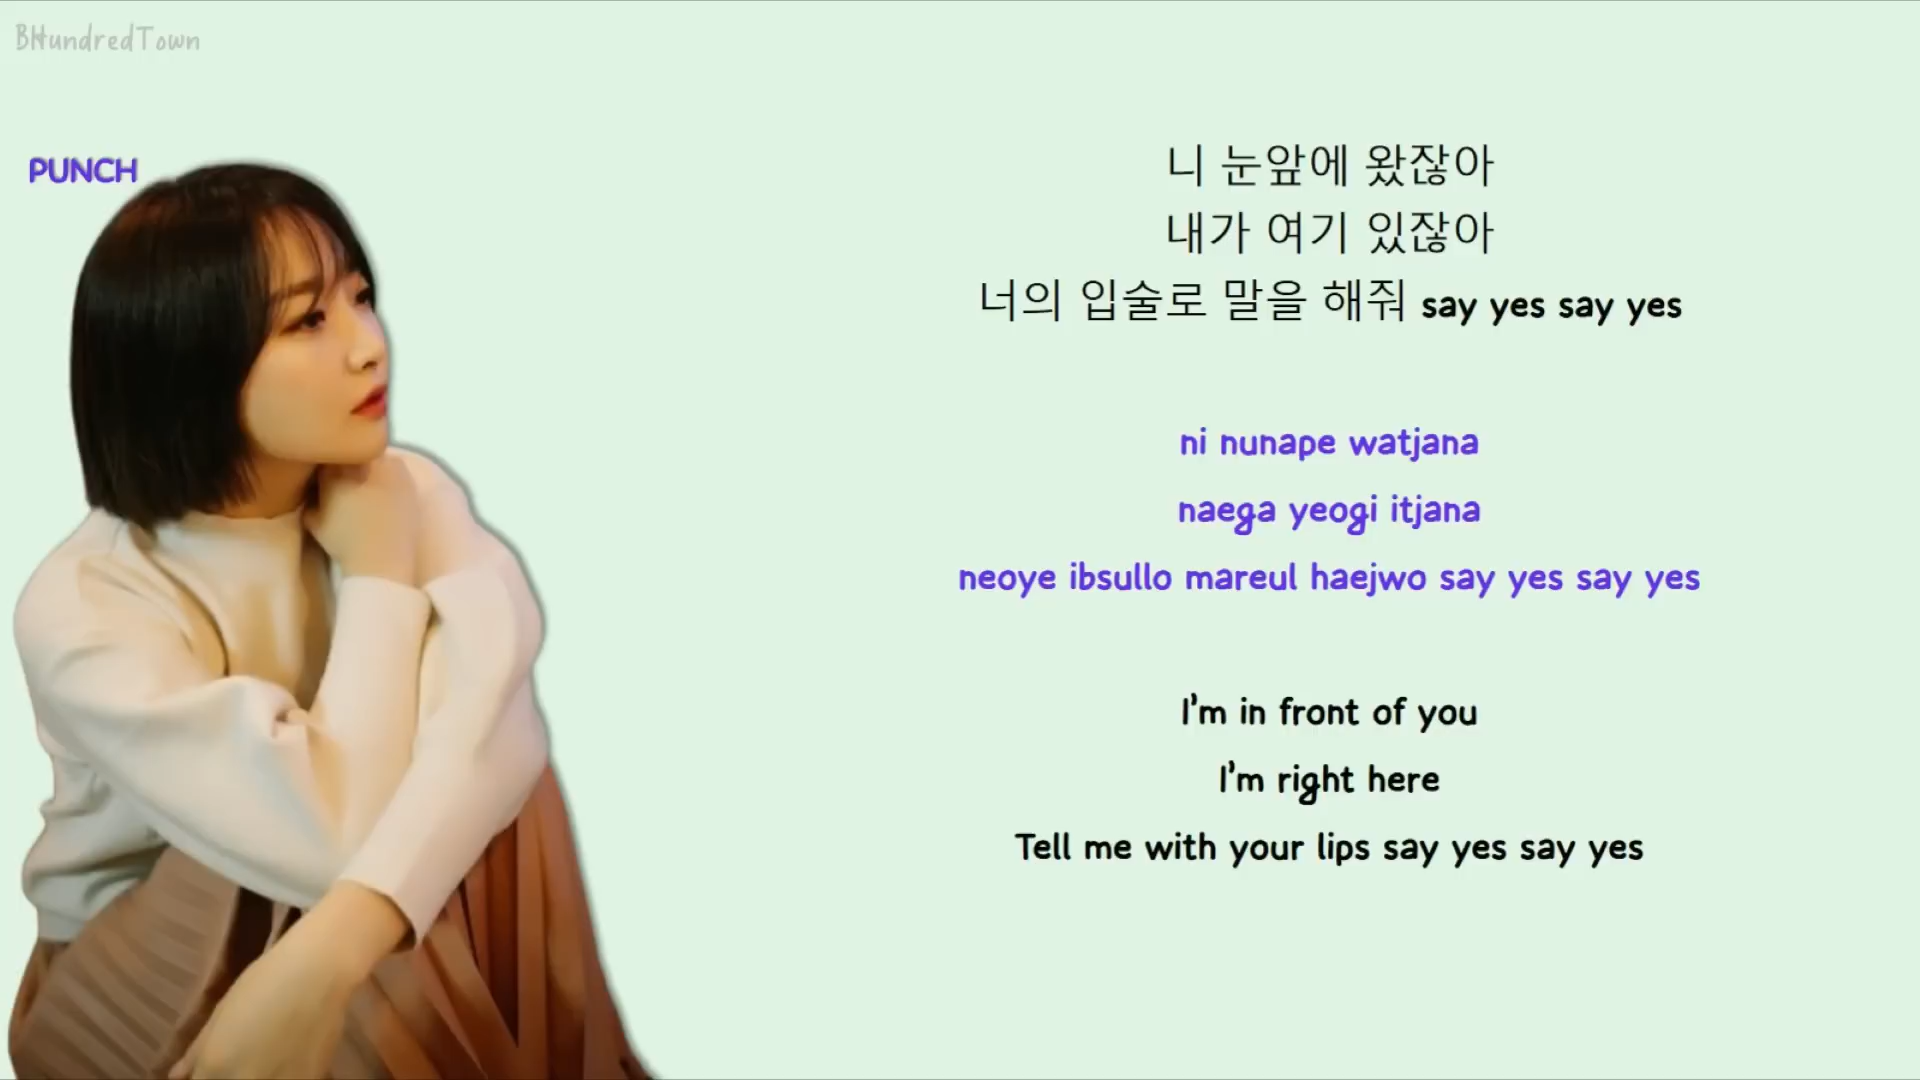 BHundredTown
PUNCH
니 눈앞에 왔잖아
내가 여기 있잖아
너의 입술로 말을 해줘 say yes say yes
ni nunape watjana
naega yeogi itjana
neoye ibsullo mareul haejwo say yes say yes
I'm in front of you
I'm right here
Tell me with your lips say yes say yes